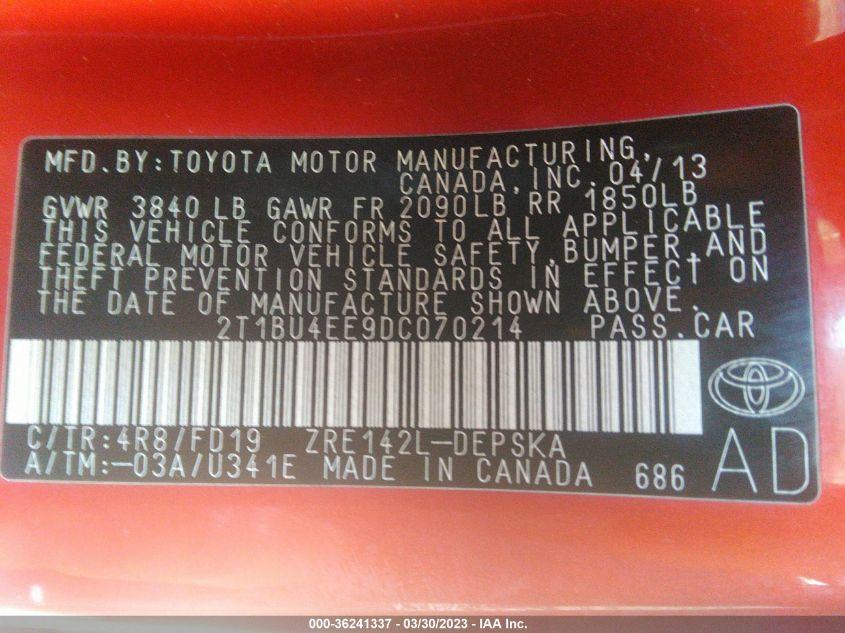 MFD.BY:TOYOTA MOTOR MANUFACTURING,
CANADA,INC. 04/13
GVWR 3840 LB GAWR FR 2090LB RR 1850LB
THIS VEHICLE CONFORMS TO ALL APPLICABLE
FEDERAL MOTOR VEHICLE SAFETY,BUMPER,AND
THEFT PREVENTION STANDARDS IN EFFECT ON
THE DATE OF MANUFACTURE SHOWN ABOVE.
2T1BU4EE9DC070214 PASS.CAR
C/TR:4R8/FD19 ZRE142L-DEPSKA
A/TM:-03A/U341E MADE IN CANADA 686 AD
000-36241337 - 03/30/2023 - IAA Inc.